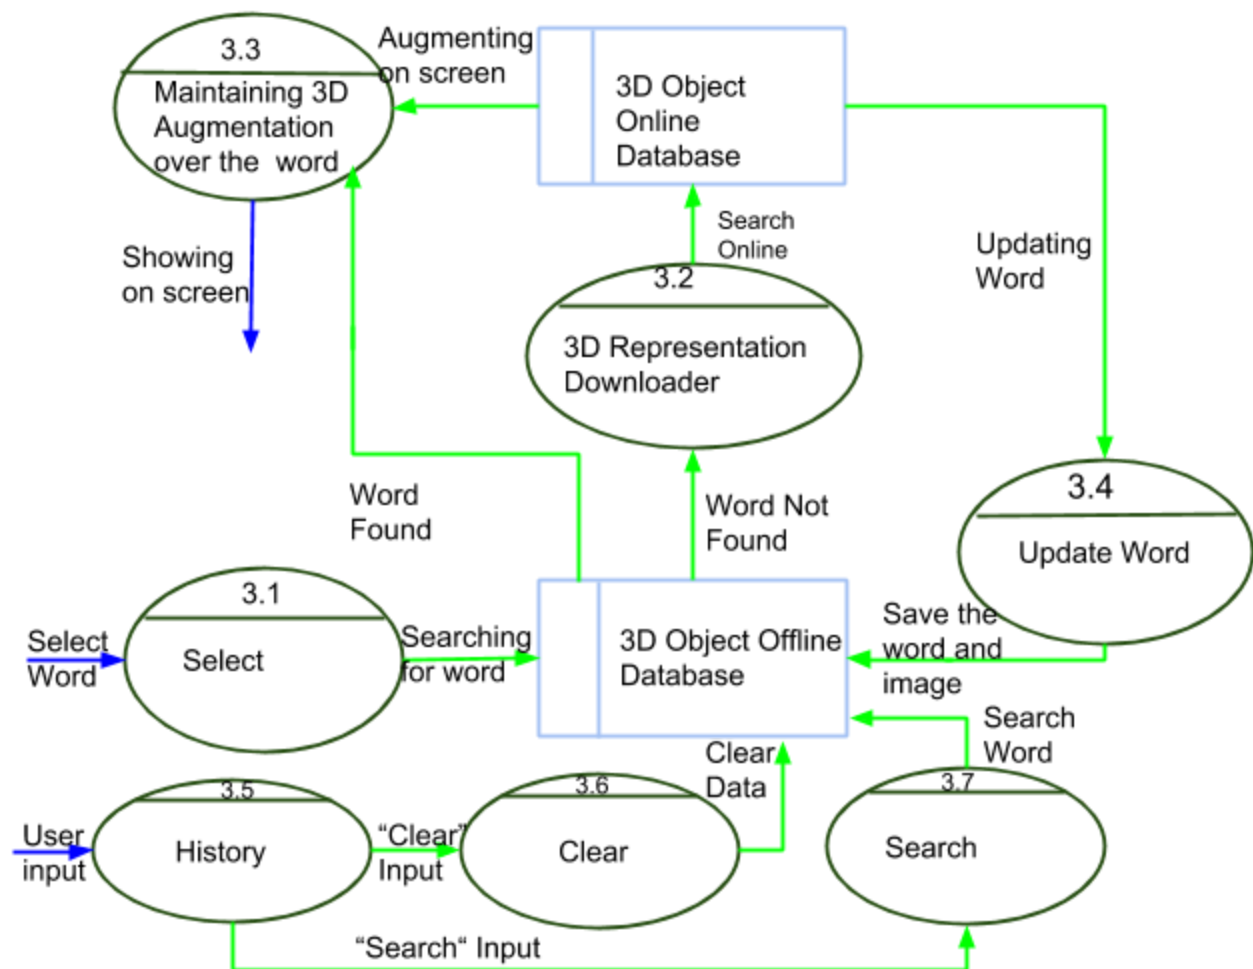 3.3
Maintaining 3D
Augmentation
over the word
Augmenting
on screen
3D Object
Online
Database
Search
Online
Showing
on screen
Updating
Word
3.2
3D Representation
Downloader
Word
Found
Word Not
Found
3.4
Update Word
3.1
Select
Select
Word
Searching
for word
3D Object Offline
Database
Save the
word and
image
Search
Word
Clear
Data
3.5
History
User
input
“Clear”
Input
3.6
Clear
3.7
Search
“Search“ Input